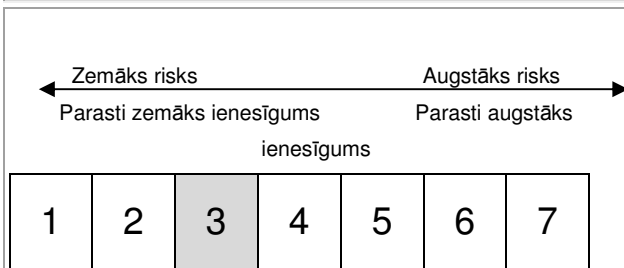 Zemāks risks Augstāks risks
Parasti zemāks ienesīgums Parasti augstāks
ienesīgums
1 2 3 4 5 6 7